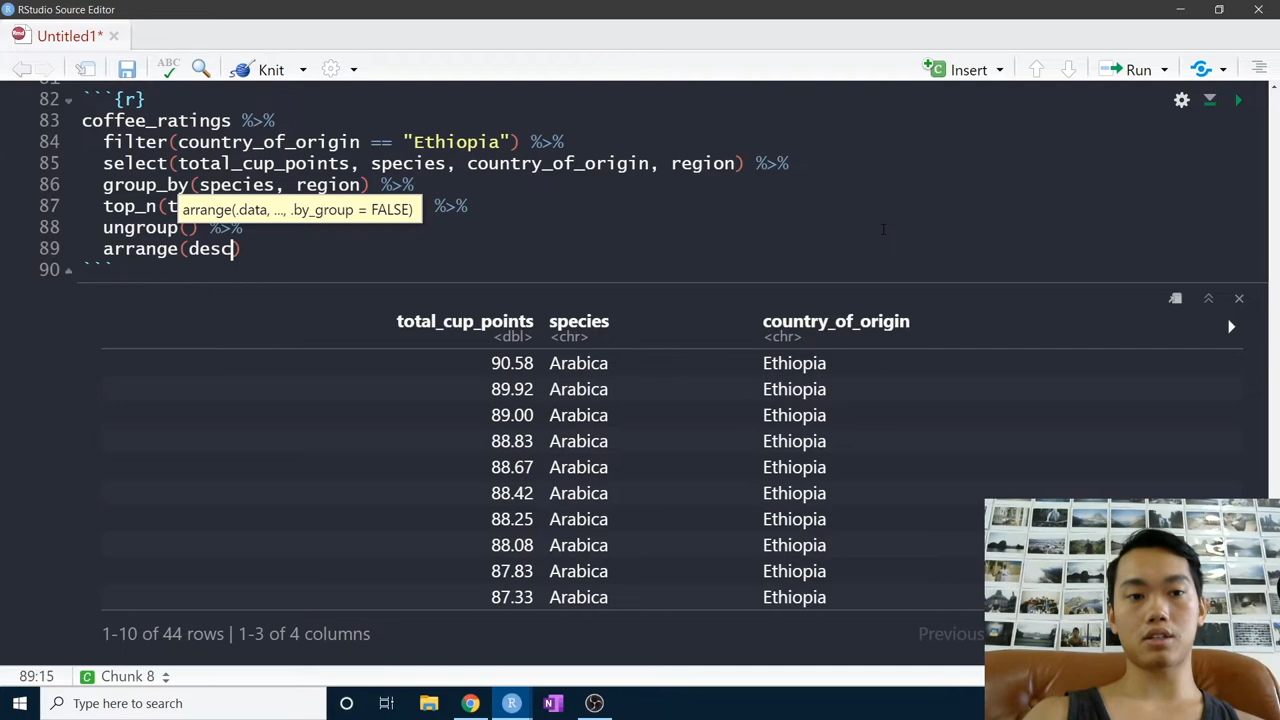 RStudio Source Editor
Untitled1*
ABC
Knit
Insert
Run
82 ```{r}
83 coffee_ratings %>%
84 filter(country_of_origin == "Ethiopia") %>%
85 select(total_cup_points, species, country_of_origin, region) %>%
86 group_by(species, region) %>%
arrange(.data, ..., .by_group = FALSE)
87 top_n(t %>%
88 ungroup() %>%
89 arrange(desc)
90 ```
total_cup_points species country_of_origin
<dbl> <chr> <chr>
90.58 Arabica Ethiopia
89.92 Arabica Ethiopia
89.00 Arabica Ethiopia
88.83 Arabica Ethiopia
88.67 Arabica Ethiopia
88.42 Arabica Ethiopia
88.25 Arabica Ethiopia
88.08 Arabica Ethiopia
87.83 Arabica Ethiopia
87.33 Arabica Ethiopia
1-10 of 44 rows | 1-3 of 4 columns
Previous
89:15 Chunk 8
Type here to search